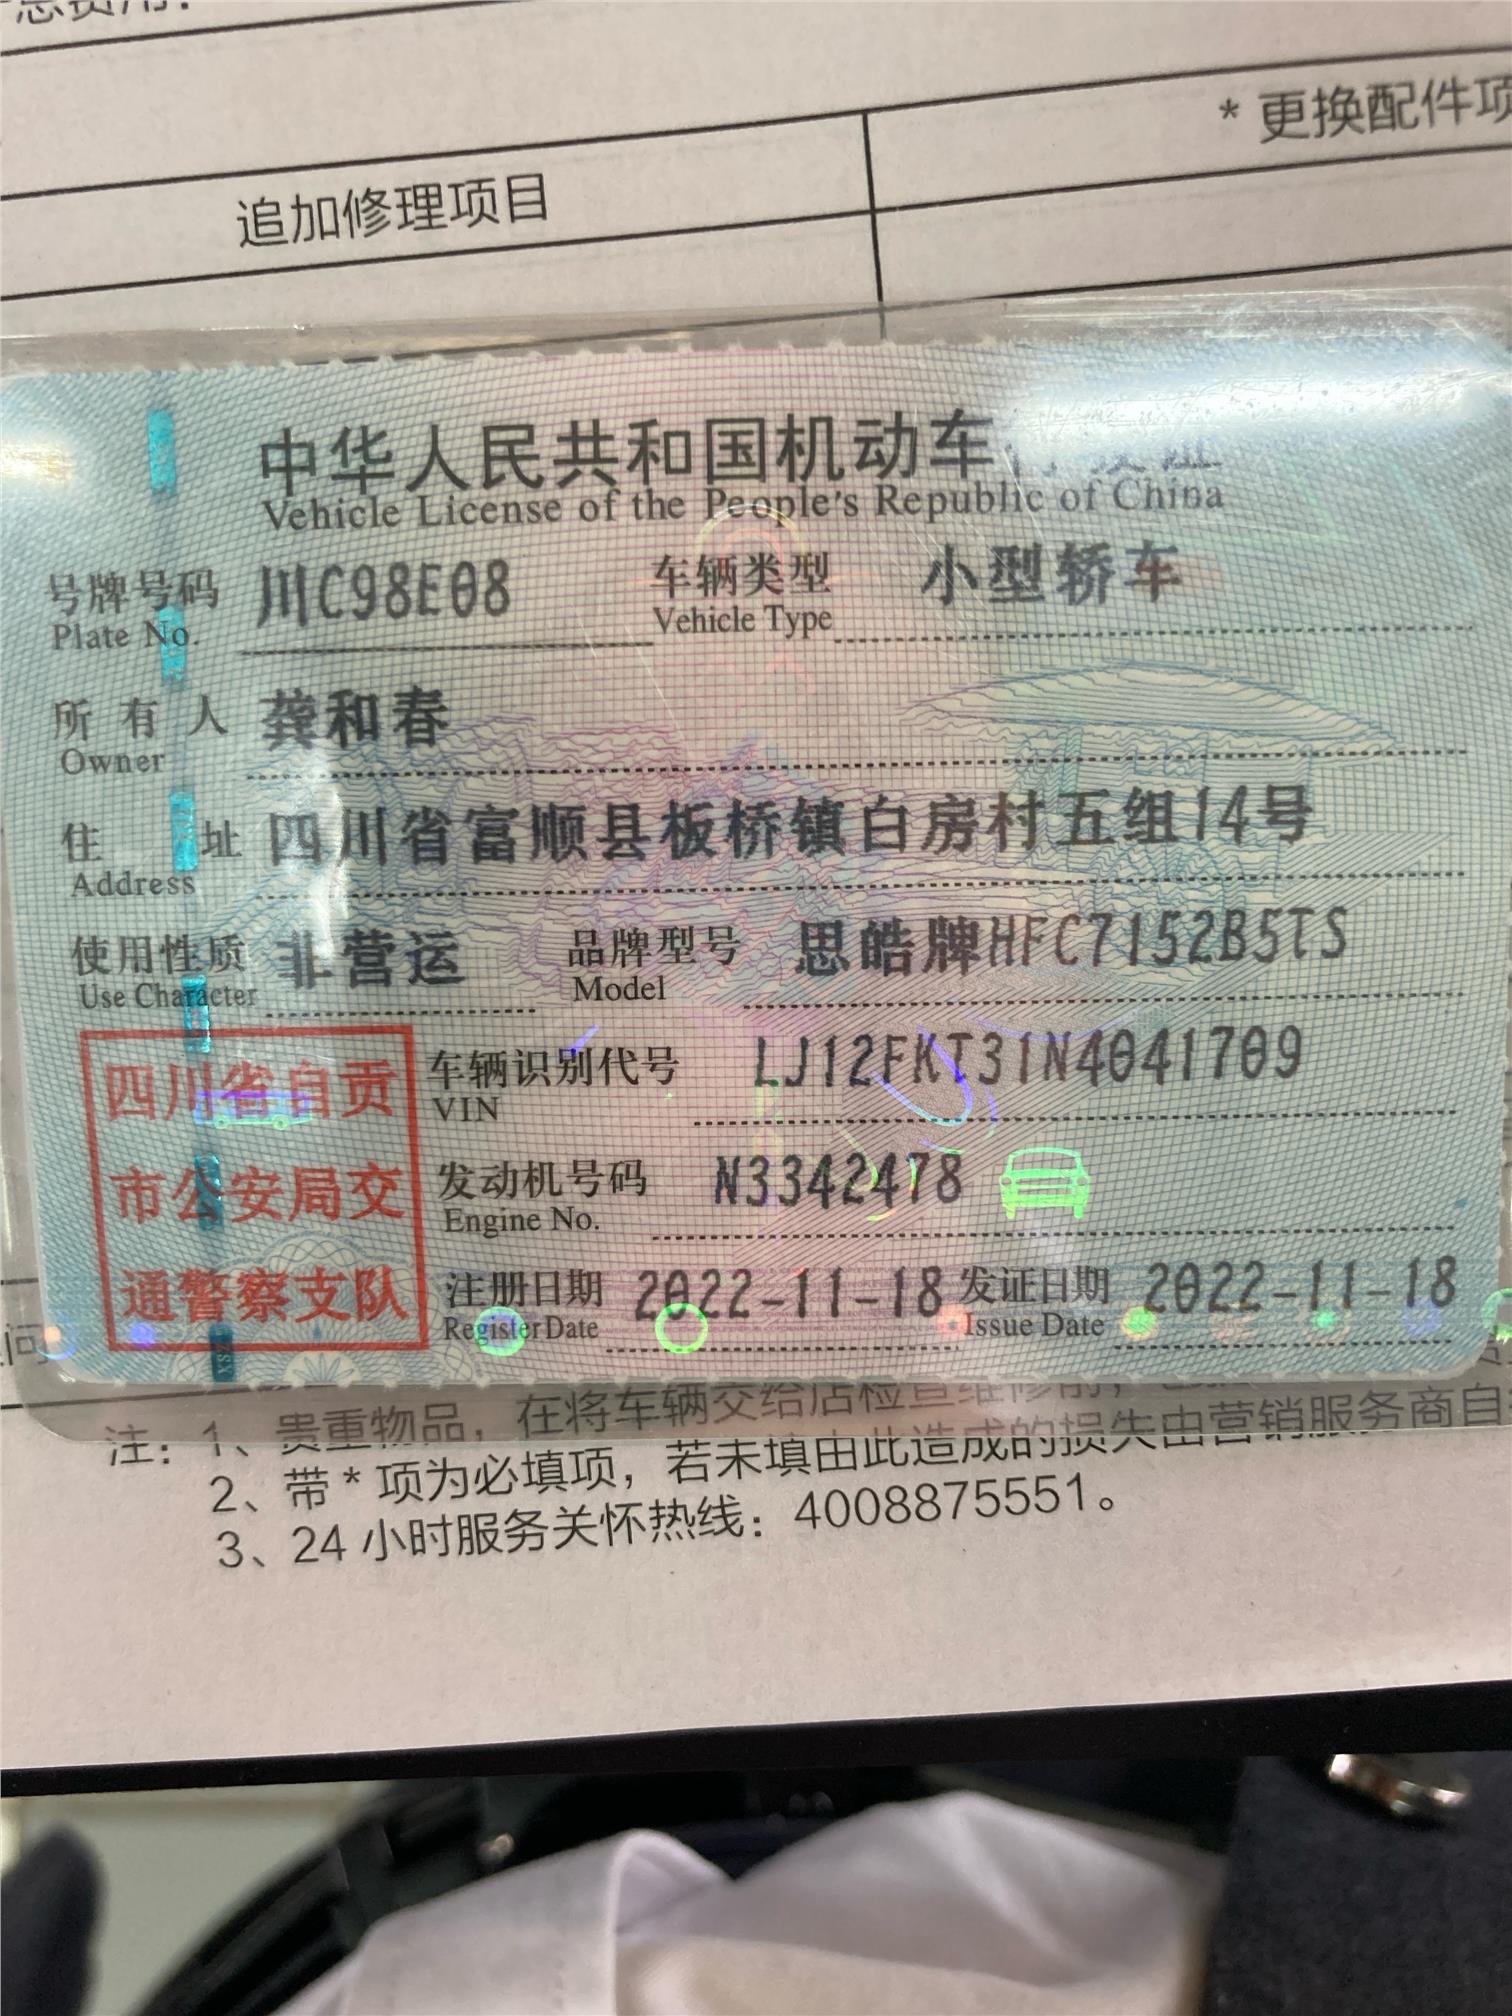 * 更换配件项
追加修理项目
中华人民共和国机动车
Vehicle License of the People's Republic of China
号牌号码 川C98E08 车辆类型 小型轿车
Plate No. Vehicle Type
所有人 龚和春
Owner
住址 四川省富顺县板桥镇白房村五组14号
Address
使用性质 非营运 品牌型号 思皓牌HFC7152B5TS
Use Character Model
四川省自贡
市公安局交
通警察支队
车辆识别代号 LJ12FKT31N4041709
VIN
发动机号码 N3342478
Engine No.
注册日期 2022-11-18 发证日期 2022-11-18
Register Date Issue Date
注：1、贵重物品，在将车辆交给店检查维修前，
2、带 * 项为必填项，若未填由此造成的损失由营销服务商自
3、24 小时服务关怀热线：4008875551。